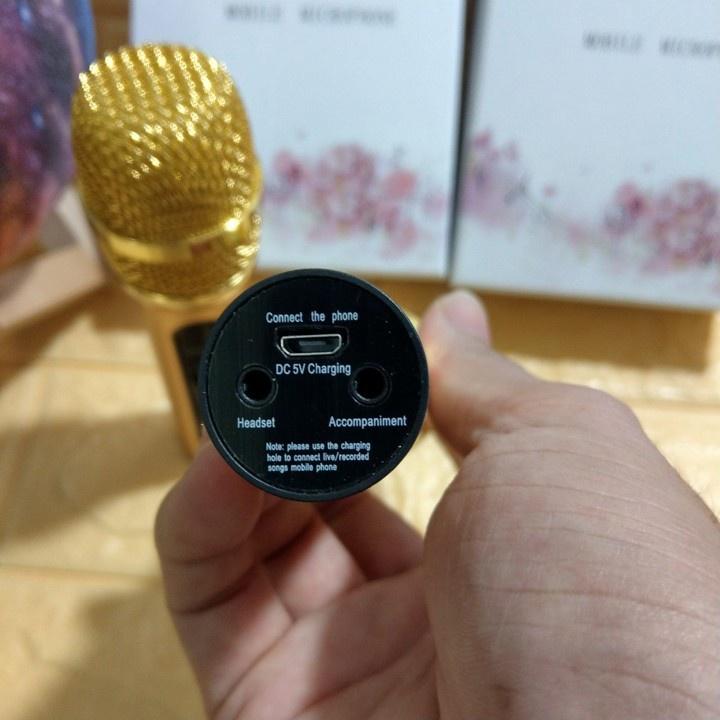 MOBILE MICROPHONE
MOBILE
Connect the phone
DC 5V Charging
Headset
Accompaniment
Note: please use the charging
hole to connect live/recorded
songs mobile phone